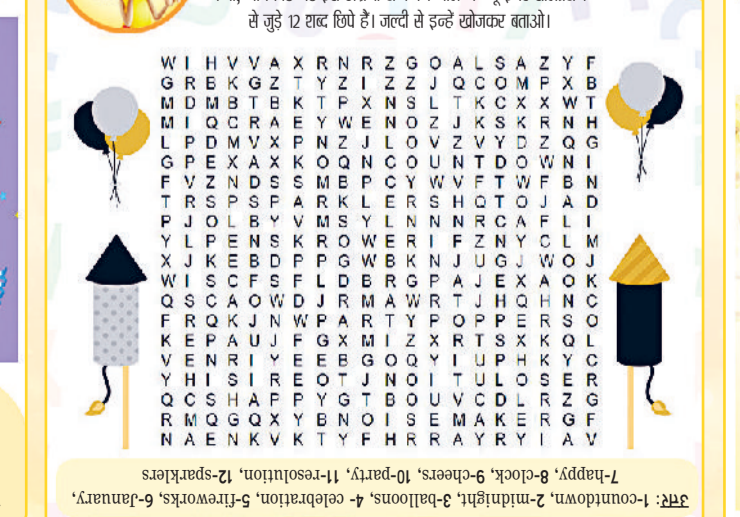 से जुड़े 12 शब्द छिपे है। जल्दी से इन्हे खोजकर बताओ।
W I H V V A X R N R Z G O A L S A Z Y F
G R B K G Z T Y Z I Z Z J Q C O M P X B
M D M B T B K T P X N S L T K C X X W T
M I Q C R A E Y W E N O Z J K S K R N H
L P D M V X P N Z J L O V Z V Y D Z Q G
G P E X A X K O Q N C O U N T D O W N I
F V Z N D S S M B P C Y W V F T W F B N
T R S P S P A R K L E R S H Q T O J A D
P J O L B Y V M S Y L N N N R C A F L I
Y L P E N S K R O W E R I F Z N Y C L M
X J K E B D P P G W B K N J U G J W O J
W I S C F S F L D B R G P A J E X A O K
Q S C A O W D J R M A W R T J H Q H N C
F R Q K J N W P A R T Y P O P P E R S O
K E P A U J F G X M I Z X R T S X K Q L
V E N R I Y E E B G O Q Y I U P H K Y C
Y H I S I R E O T J N O I T U L O S E R
Q C S H A P P Y G T B O U V C D L R Z G
R M Q G Q X Y B N O I S E M A K E R G F
N A E N K V K T Y F H R R A Y R Y I A V
उत्तर: 1-countdown, 2-midnight, 3-balloons, 4- celebration, 5-fireworks, 6-January,
7-happy, 8-clock, 9-cheers, 10-party, 11-resolution, 12-sparklers